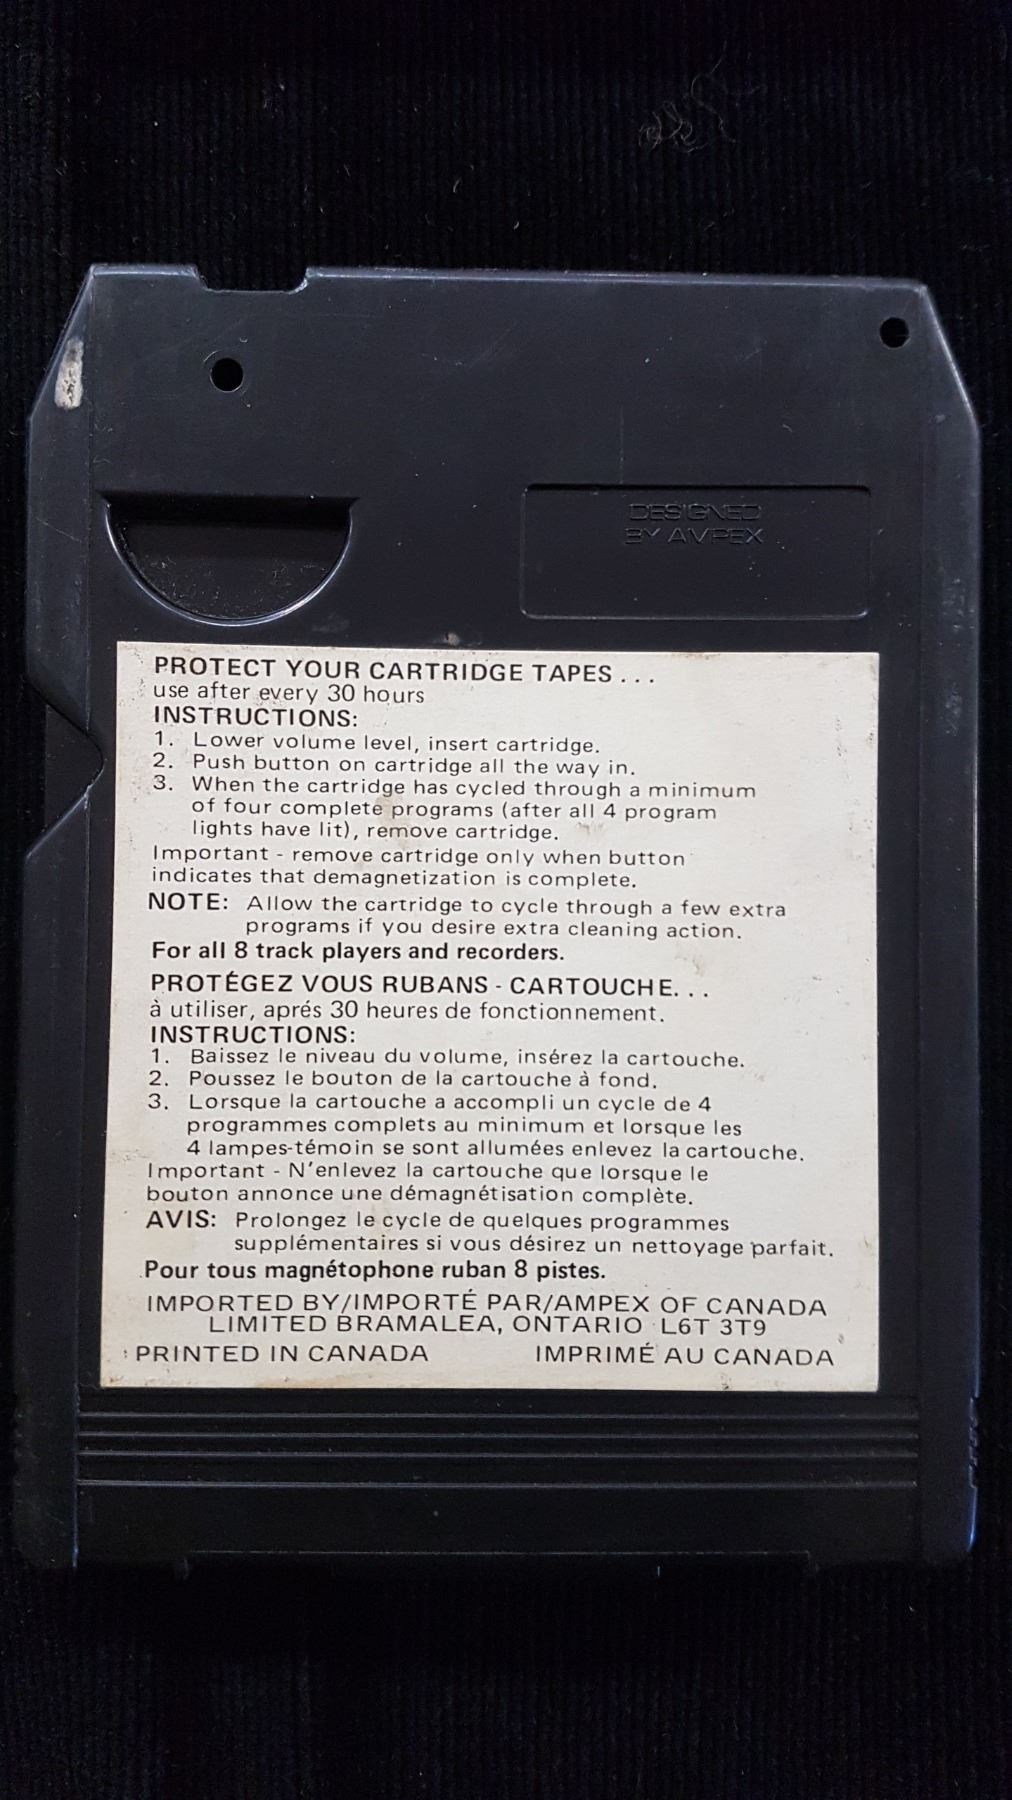 DESIGNED
BY AMPEX
PROTECT YOUR CARTRIDGE TAPES . . .
use after every 30 hours
INSTRUCTIONS:
1. Lower volume level, insert cartridge.
2. Push button on cartridge all the way in.
3. When the cartridge has cycled through a minimum
of four complete programs (after all 4 program
lights have lit), remove cartridge.
Important - remove cartridge only when button
indicates that demagnetization is complete.
NOTE: Allow the cartridge to cycle through a few extra
programs if you desire extra cleaning action.
For all 8 track players and recorders.
PROTÉGEZ VOUS RUBANS - CARTOUCHE. . .
à utiliser, aprés 30 heures de fonctionnement.
INSTRUCTIONS:
1. Baissez le niveau du volume, insérez la cartouche.
2. Poussez le bouton de la cartouche à fond.
3. Lorsque la cartouche a accompli un cycle de 4
programmes complets au minimum et lorsque les
4 lampes-témoin se sont allumées enlevez la cartouche.
Important - N'enlevez la cartouche que lorsque le
bouton annonce une démagnétisation complète.
AVIS: Prolongez le cycle de quelques programmes
supplémentaires si vous désirez un nettoyage parfait.
Pour tous magnétophone ruban 8 pistes.
IMPORTED BY/IMPORTÉ PAR/AMPEX OF CANADA
LIMITED BRAMALEA, ONTARIO L6T 3T9
PRINTED IN CANADA IMPRIMÉ AU CANADA